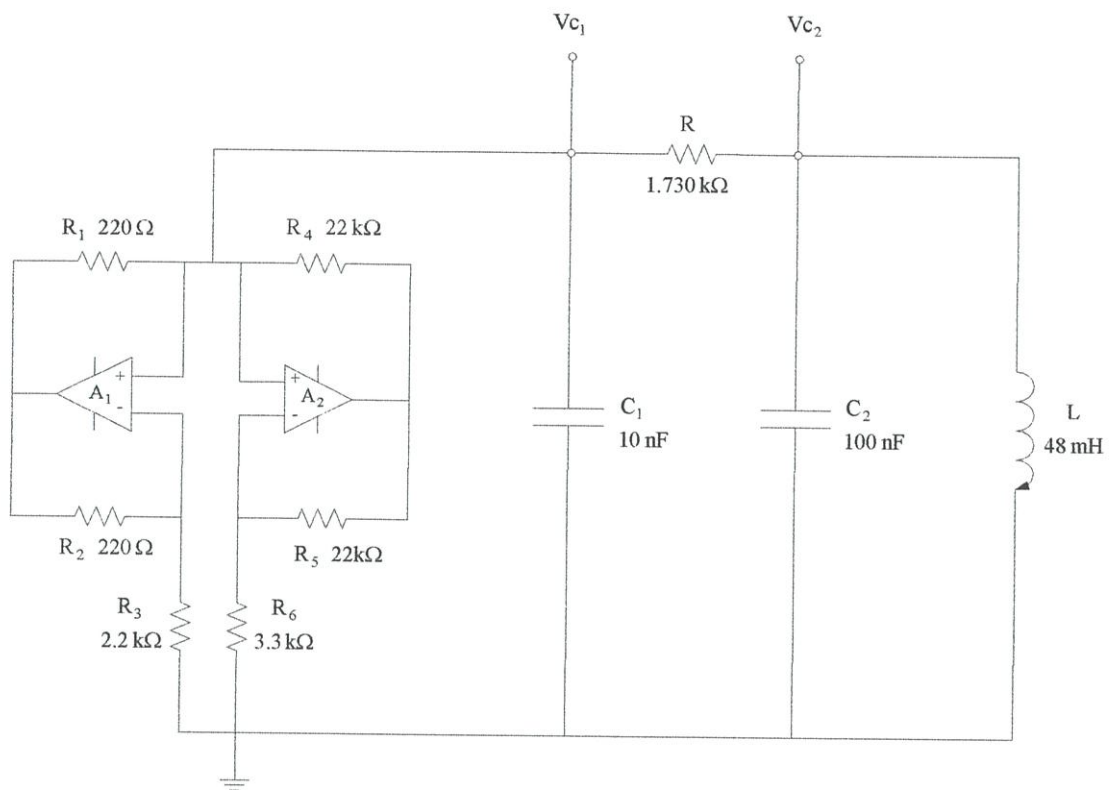 Vc₁
Vc₂
R
1.730 kΩ
R₁ 220 Ω
R₄ 22 kΩ
+
A₁
-
+
A₂
-
C₁
10 nF
C₂
100 nF
L
48 mH
R₂ 220 Ω
R₅ 22kΩ
R₃
2.2 kΩ
R₆
3.3 kΩ